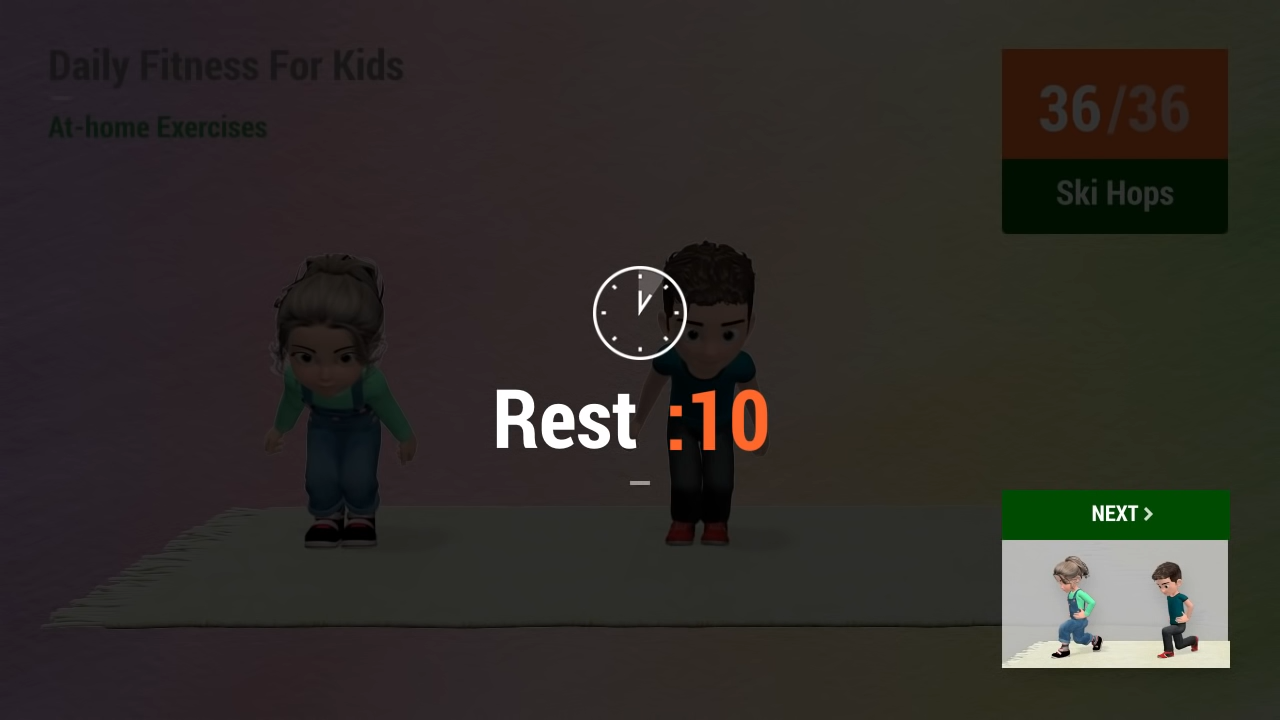 Daily Fitness For Kids
At-home Exercises
36/36
Ski Hops
Rest :10
NEXT >